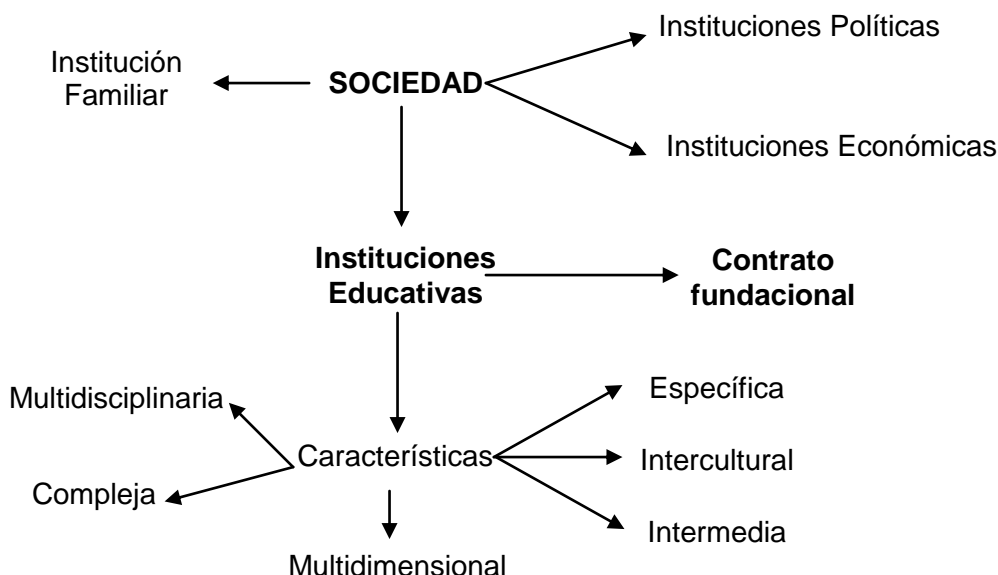 Instituciones Políticas
Institución
Familiar
SOCIEDAD
Instituciones Económicas
Instituciones
Educativas
Contrato
fundacional
Multidisciplinaria
Específica
Características
Intercultural
Compleja
Intermedia
Multidimensional